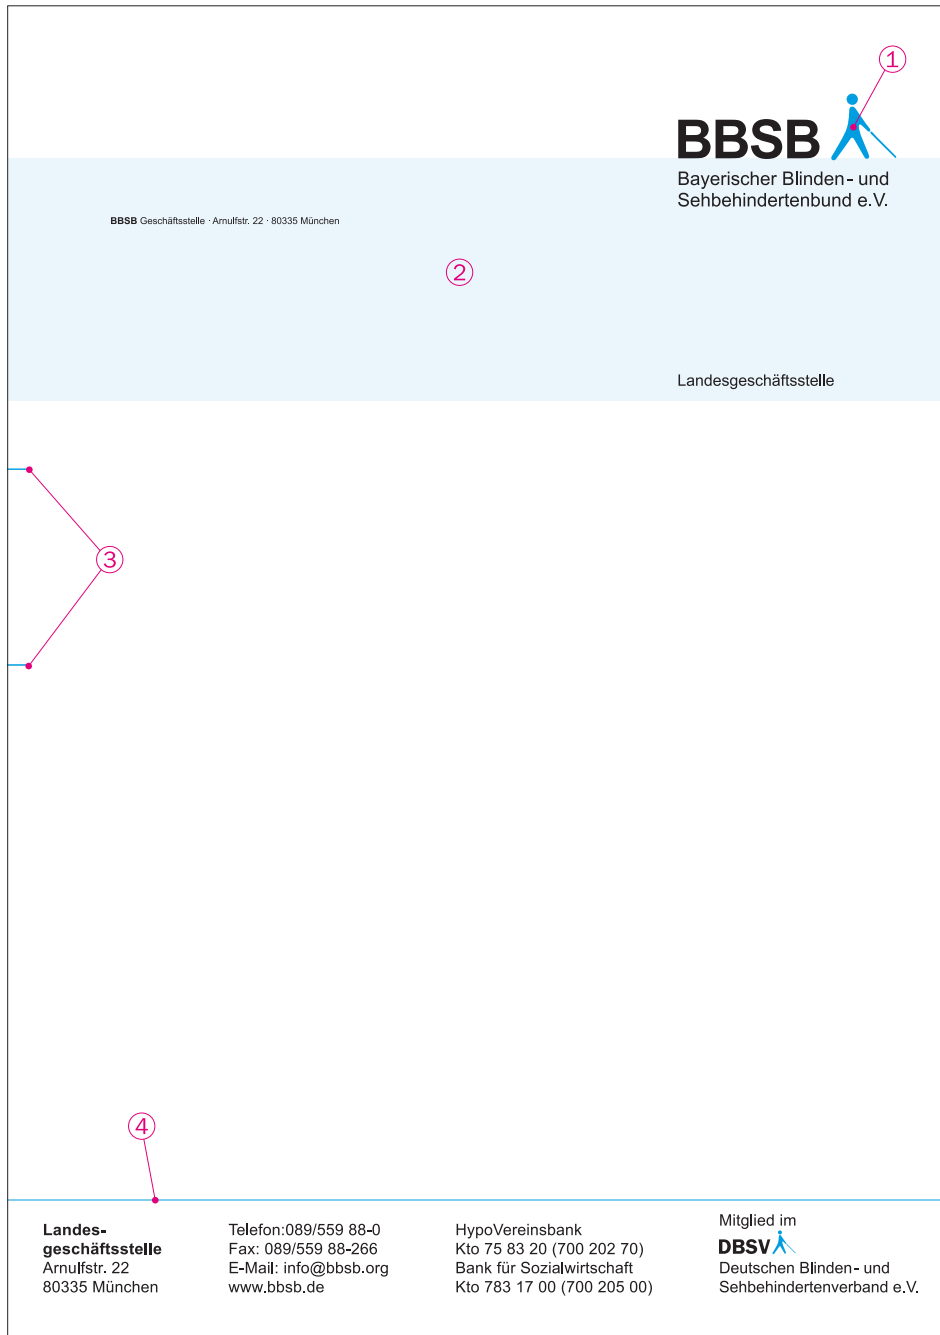 ①
BBSB
Bayerischer Blinden- und
Sehbehindertenbund e.V.
BBSB Geschäftsstelle · Arnulfstr. 22 · 80335 München
②
Landesgeschäftsstelle
③
④
Landes-
geschäftsstelle
Arnulfstr. 22
80335 München
Telefon:089/559 88-0
Fax: 089/559 88-266
E-Mail: info@bbsb.org
www.bbsb.de
HypoVereinsbank
Kto 75 83 20 (700 202 70)
Bank für Sozialwirtschaft
Kto 783 17 00 (700 205 00)
Mitglied im
DBSV
Deutschen Blinden- und
Sehbehindertenverband e.V.